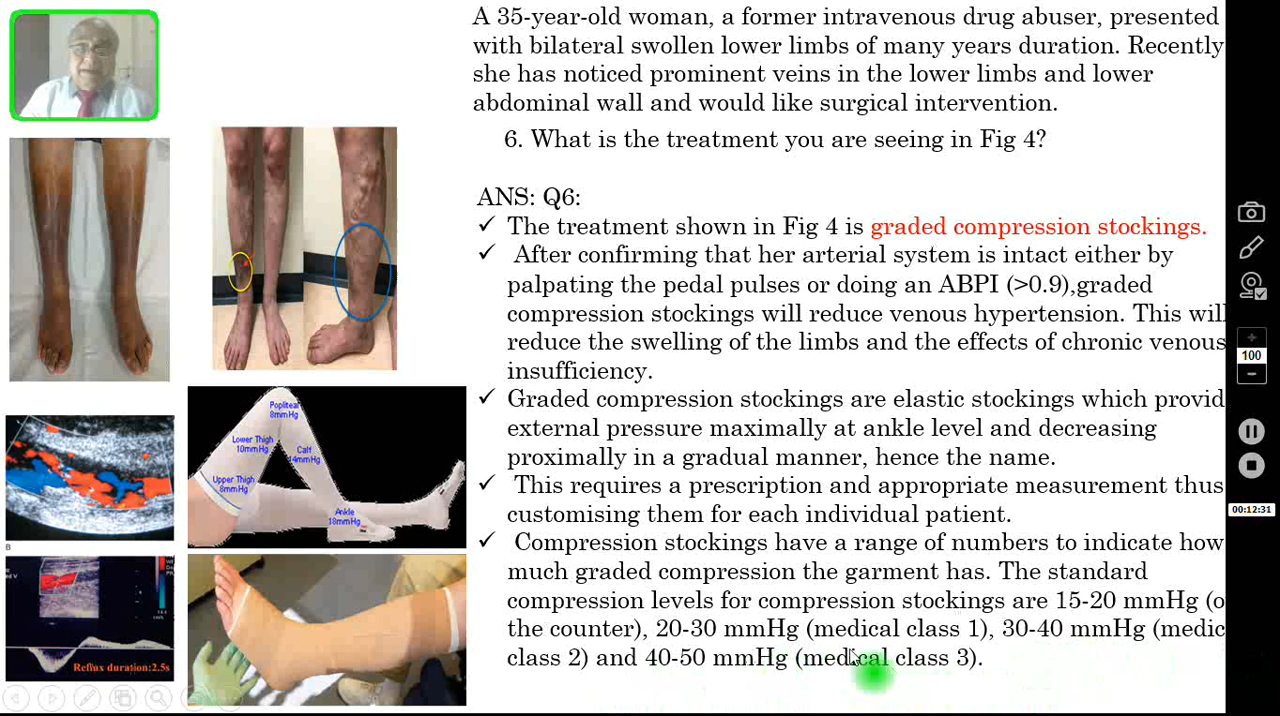 A 35-year-old woman, a former intravenous drug abuser, presented
with bilateral swollen lower limbs of many years duration. Recently
she has noticed prominent veins in the lower limbs and lower
abdominal wall and would like surgical intervention.
6. What is the treatment you are seeing in Fig 4?
ANS: Q6:
✓ The treatment shown in Fig 4 is graded compression stockings.
✓ After confirming that her arterial system is intact either by
palpating the pedal pulses or doing an ABPI (>0.9),graded
compression stockings will reduce venous hypertension. This will
reduce the swelling of the limbs and the effects of chronic venous
insufficiency.
✓ Graded compression stockings are elastic stockings which provid
external pressure maximally at ankle level and decreasing
proximally in a gradual manner, hence the name.
✓ This requires a prescription and appropriate measurement thus
customising them for each individual patient.
✓ Compression stockings have a range of numbers to indicate how
much graded compression the garment has. The standard
compression levels for compression stockings are 15-20 mmHg (o
the counter), 20-30 mmHg (medical class 1), 30-40 mmHg (medic
class 2) and 40-50 mmHg (medical class 3).
Popliteal
8mmHg
Lower Thigh
10mmHg
Calf
14mmHg
Upper Thigh
8mmHg
Ankle
18mmHg
B
Reflux duration:2.5s
100
00:12:31